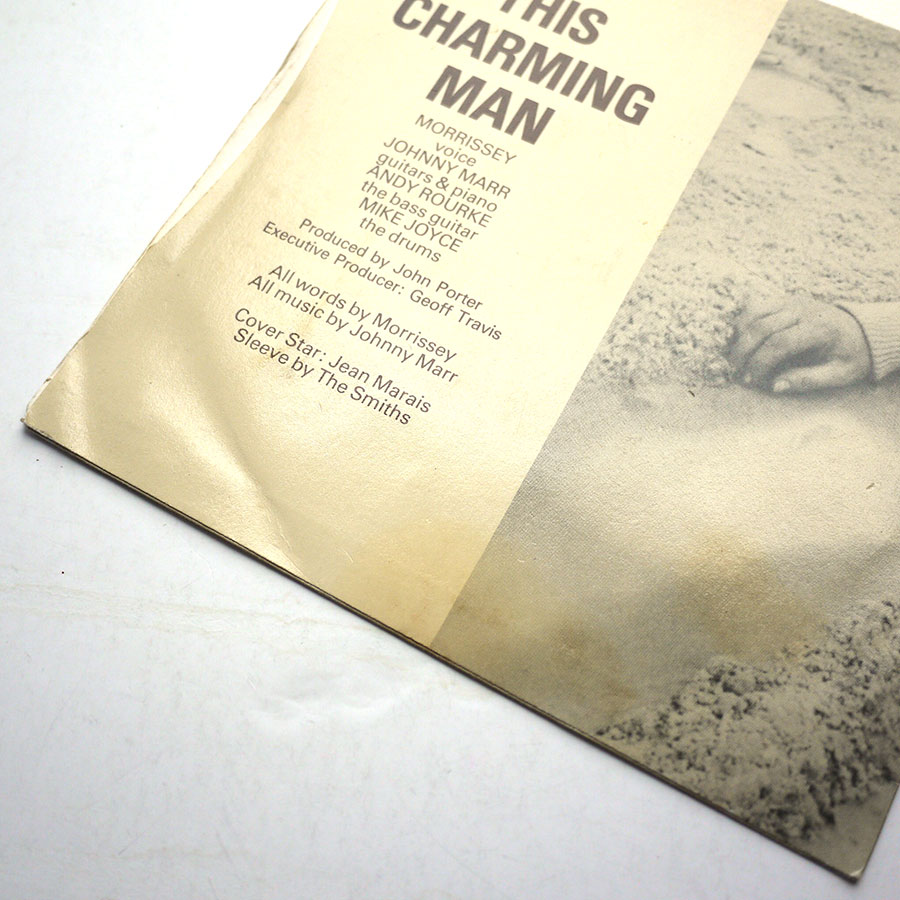 THIS
CHARMING
MAN
MORRISSEY
voice
JOHNNY MARR
guitars & piano
ANDY ROURKE
the bass guitar
MIKE JOYCE
the drums
Produced by John Porter
Executive Producer: Geoff Travis
All words by Morrissey
All music by Johnny Marr
Cover Star: Jean Marais
Sleeve by The Smiths